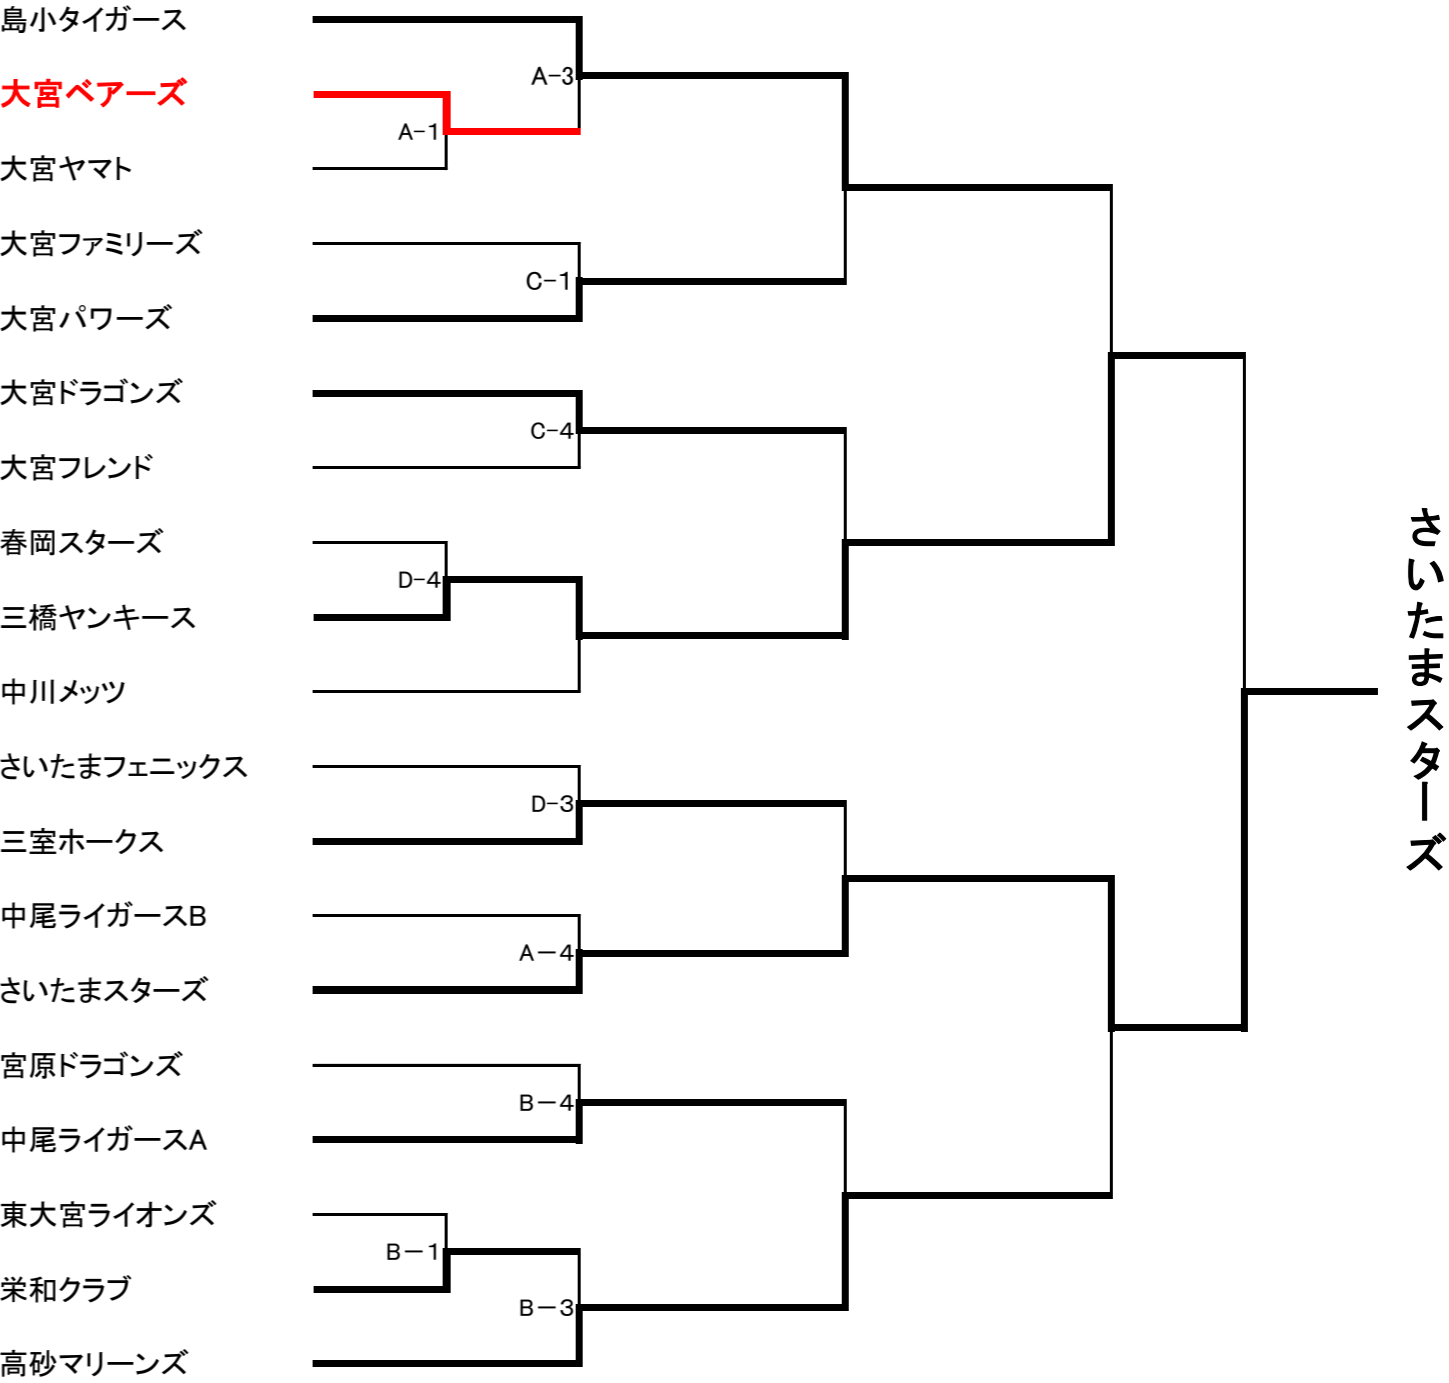 島小タイガース
A-3
大宮ベアーズ
A-1
大宮ヤマト
大宮ファミリーズ
C-1
大宮パワーズ
大宮ドラゴンズ
C-4
大宮フレンド
春岡スターズ
D-4
三橋ヤンキース
中川メッツ
さいたまスターズ
さいたまフェニックス
D-3
三室ホークス
中尾ライガースB
A－4
さいたまスターズ
宮原ドラゴンズ
B－4
中尾ライガースA
東大宮ライオンズ
B－1
栄和クラブ
B－3
高砂マリーンズ